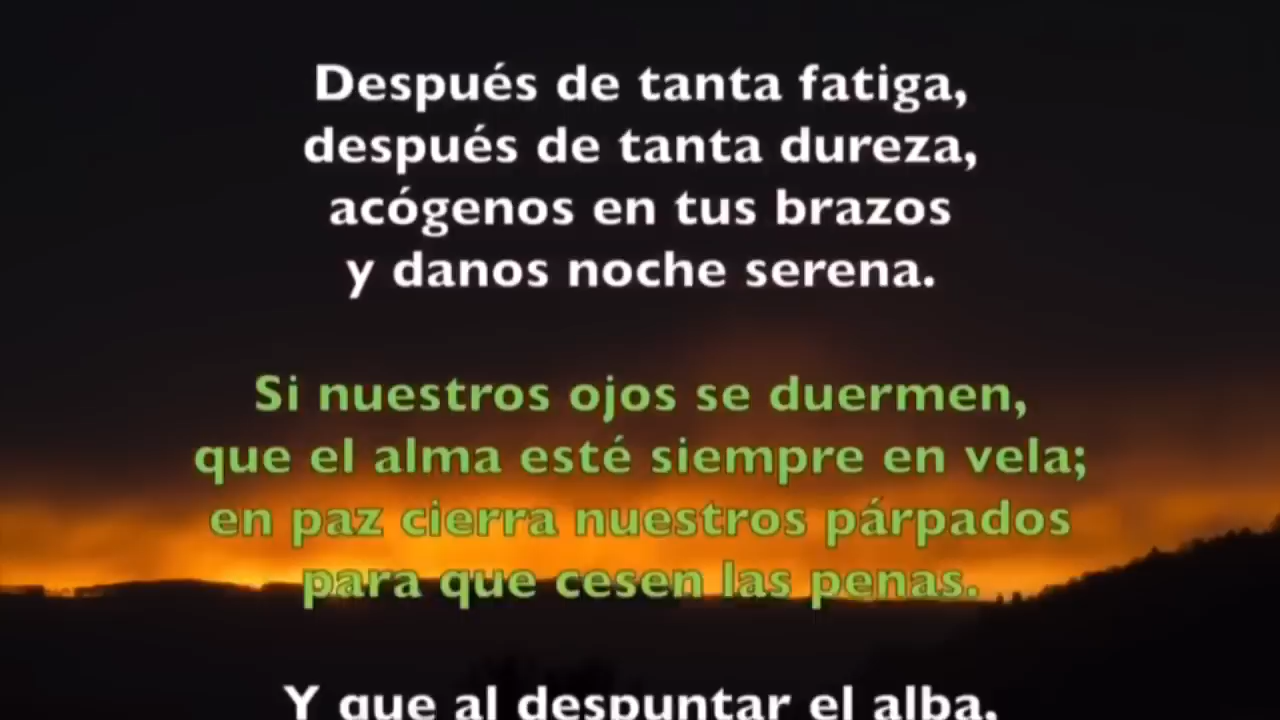 Después de tanta fatiga,
después de tanta dureza,
acógenos en tus brazos
y danos noche serena.
Si nuestros ojos se duermen,
que el alma esté siempre en vela;
en paz cierra nuestros párpados
para que cesen las penas.
Y que al despuntar el alba,